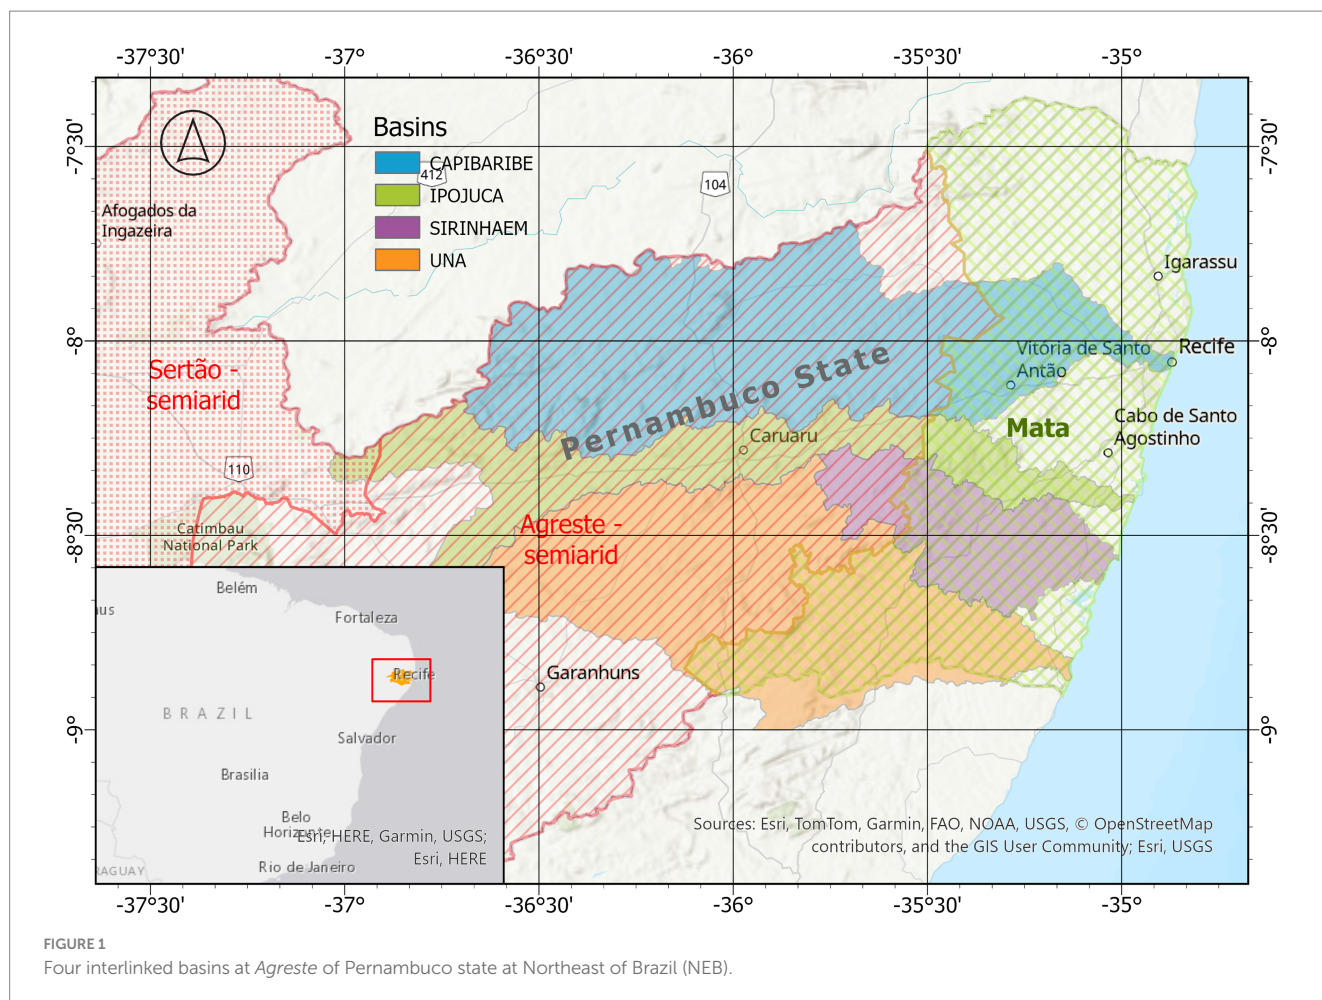 -37°30'
-37°
-36°30'
-36°
-35°30'
-35°
-7°30'
-7°30'
Basins
CAPIBARIBE
412
IPOJUCA
SIRINHAEM
UNA
104
Afogados da
Ingazeira
Igarassu
-8°
-8°
Recife
Vitória de Santo
Antão
Sertão -
semiarid
Pernambuco State
Cabo de Santo
Agostinho
Mata
Caruaru
110
Catimbau
National Park
Agreste -
semiarid
-8°30'
-8°30'
Belém
us
Fortaleza
Recife
BRAZIL
Salvador
Brasilia
Belo
Horizonte
Esri, HERE, Garmin, USGS;
Esri, HERE
Rio de Janeiro
RAGUAY
Garanhuns
-9°
-9°
Sources: Esri, TomTom, Garmin, FAO, NOAA, USGS, © OpenStreetMap
contributors, and the GIS User Community; Esri, USGS
-37°30'
-37°
-36°30'
-36°
-35°30'
-35°
FIGURE 1
Four interlinked basins at Agreste of Pernambuco state at Northeast of Brazil (NEB).